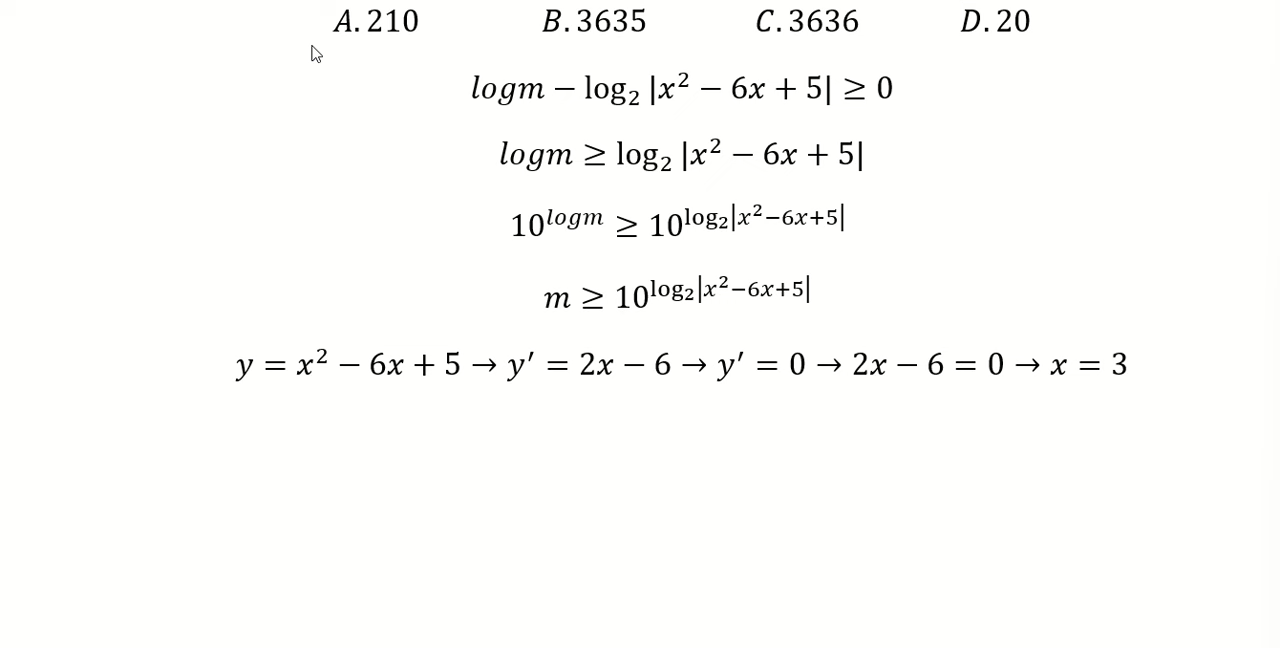 A. 210 B. 3635 C. 3636 D. 20
logm − log₂ |x² − 6x + 5| ≥ 0
logm ≥ log₂ |x² − 6x + 5|
10^{logm} ≥ 10^{log₂|x²−6x+5|}
m ≥ 10^{log₂|x²−6x+5|}
y = x² − 6x + 5 → y′ = 2x − 6 → y′ = 0 → 2x − 6 = 0 → x = 3